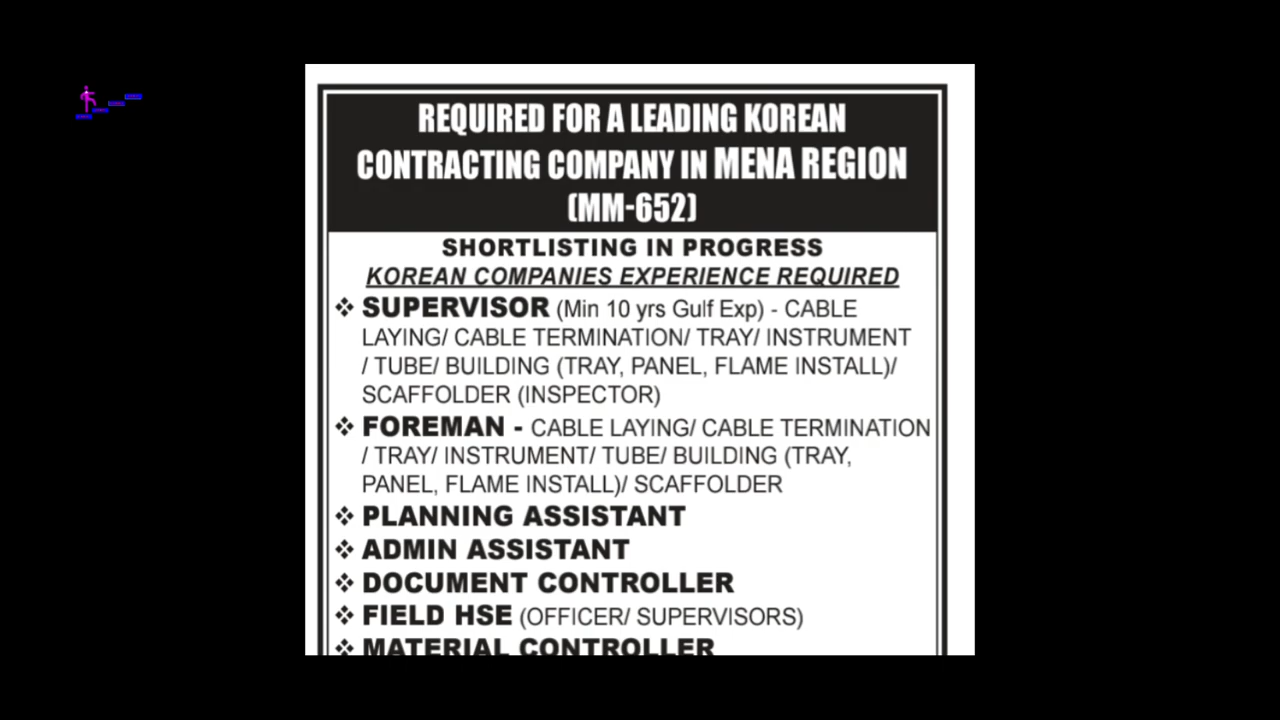 REQUIRED FOR A LEADING KOREAN
CONTRACTING COMPANY IN MENA REGION
(MM-652)
SHORTLISTING IN PROGRESS
KOREAN COMPANIES EXPERIENCE REQUIRED
❖ SUPERVISOR (Min 10 yrs Gulf Exp) - CABLE
LAYING/ CABLE TERMINATION/ TRAY/ INSTRUMENT
/ TUBE/ BUILDING (TRAY, PANEL, FLAME INSTALL)/
SCAFFOLDER (INSPECTOR)
❖ FOREMAN - CABLE LAYING/ CABLE TERMINATION
/ TRAY/ INSTRUMENT/ TUBE/ BUILDING (TRAY,
PANEL, FLAME INSTALL)/ SCAFFOLDER
❖ PLANNING ASSISTANT
❖ ADMIN ASSISTANT
❖ DOCUMENT CONTROLLER
❖ FIELD HSE (OFFICER/ SUPERVISORS)
❖ MATERIAL CONTROLLER